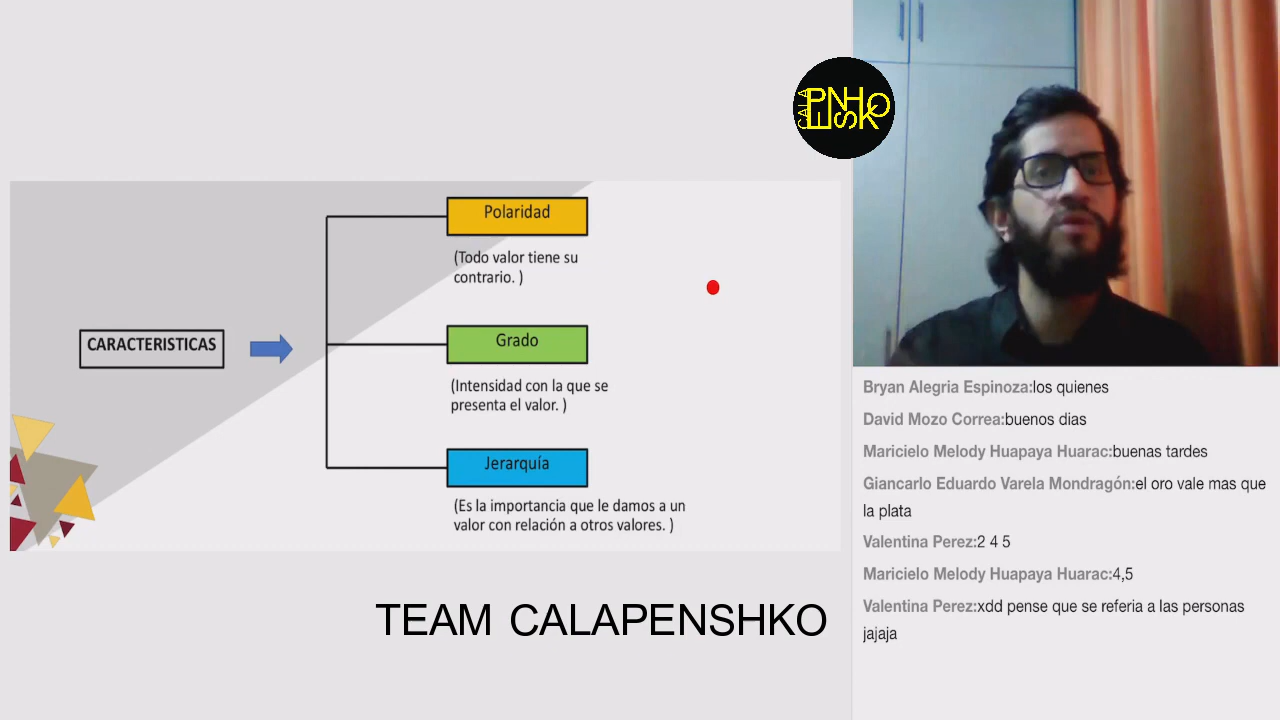 CALA
PENHSKO
Polaridad
(Todo valor tiene su
contrario. )
CARACTERISTICAS
Grado
(Intensidad con la que se
presenta el valor. )
Jerarquía
(Es la importancia que le damos a un
valor con relación a otros valores. )
TEAM CALAPENSHKO
Bryan Alegria Espinoza:los quienes
David Mozo Correa:buenos dias
Maricielo Melody Huapaya Huarac:buenas tardes
Giancarlo Eduardo Varela Mondragón:el oro vale mas que
la plata
Valentina Perez:2 4 5
Maricielo Melody Huapaya Huarac:4,5
Valentina Perez:xdd pense que se referia a las personas
jajaja